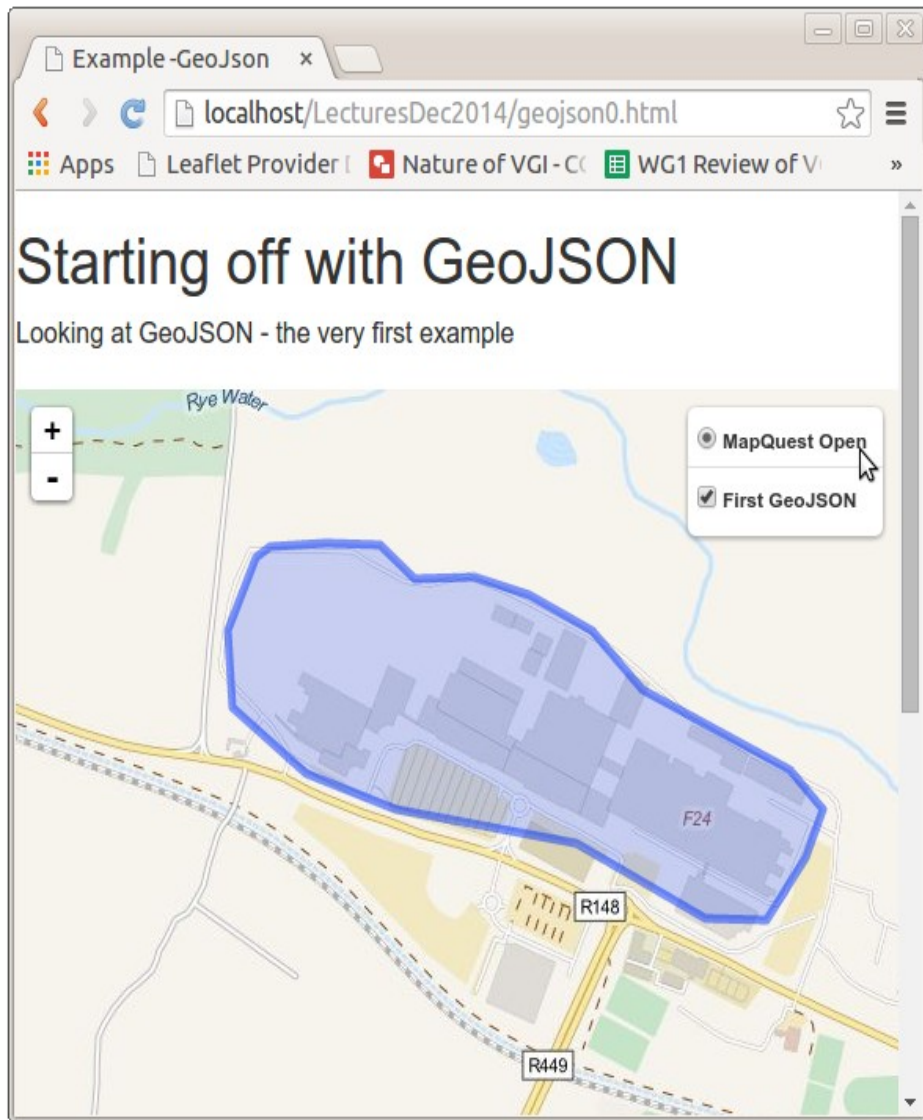 Example -GeoJson ×
localhost/LecturesDec2014/geojson0.html
Apps Leaflet Provider Nature of VGI - WG1 Review of »
Starting off with GeoJSON
Looking at GeoJSON - the very first example
Rye Water
+
-
MapQuest Open
First GeoJSON
F24
R148
R449